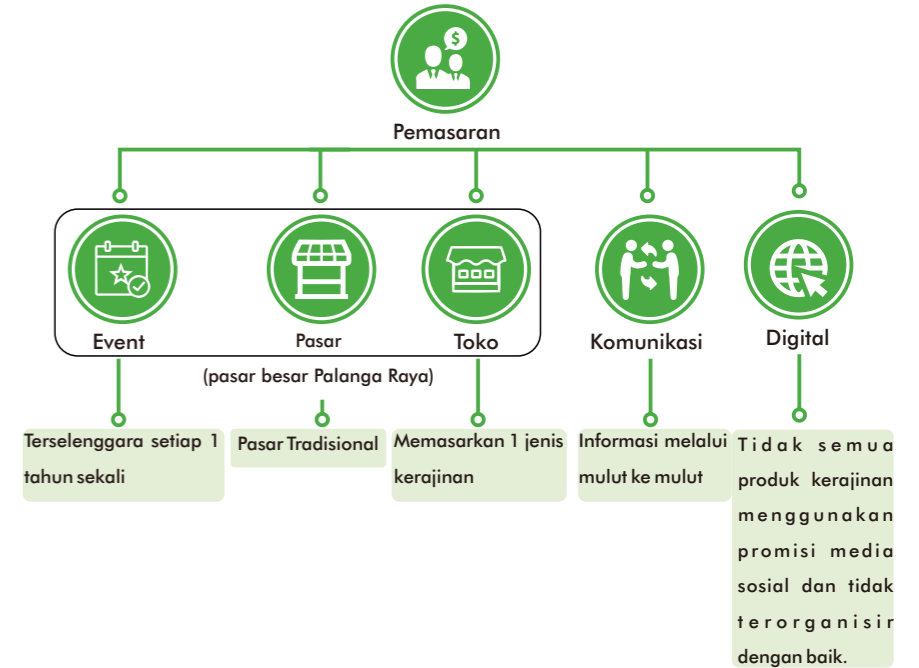 $
Pemasaran
Event
Pasar
Toko
Komunikasi
Digital
(pasar besar Palanga Raya)
Terselenggara setiap 1
tahun sekali
Pasar Tradisional
Memasarkan 1 jenis
kerajinan
Informasi melalui
mulut ke mulut
Tidak semua
produk kerajinan
menggunakan
promisi media
sosial dan tidak
terorganisir
dengan baik.